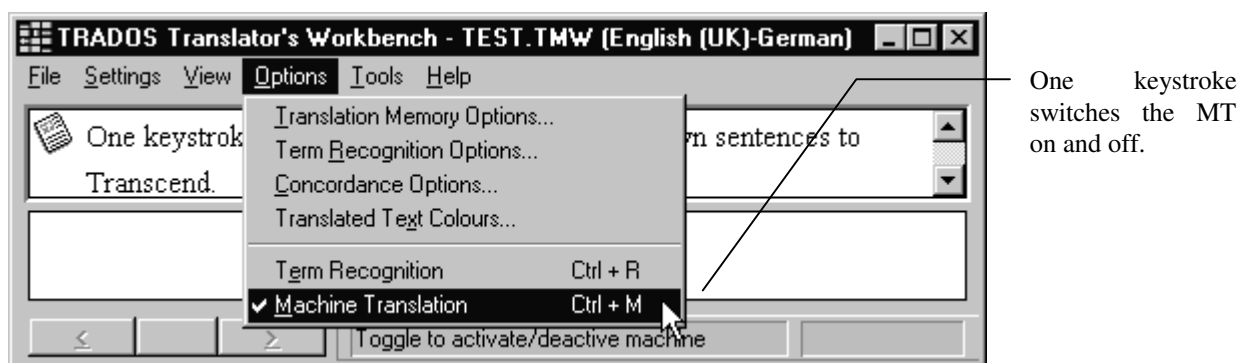 TRADOS Translator's Workbench - TEST.TMW (English (UK)-German)
File Settings View Options Tools Help
One keystrok
n sentences to
Transcend.
Translation Memory Options...
Term Recognition Options...
Concordance Options...
Translated Text Colours...
Term Recognition Ctrl + R
✓ Machine Translation Ctrl + M
< >
Toggle to activate/deactive machine
One keystroke
switches the MT
on and off.